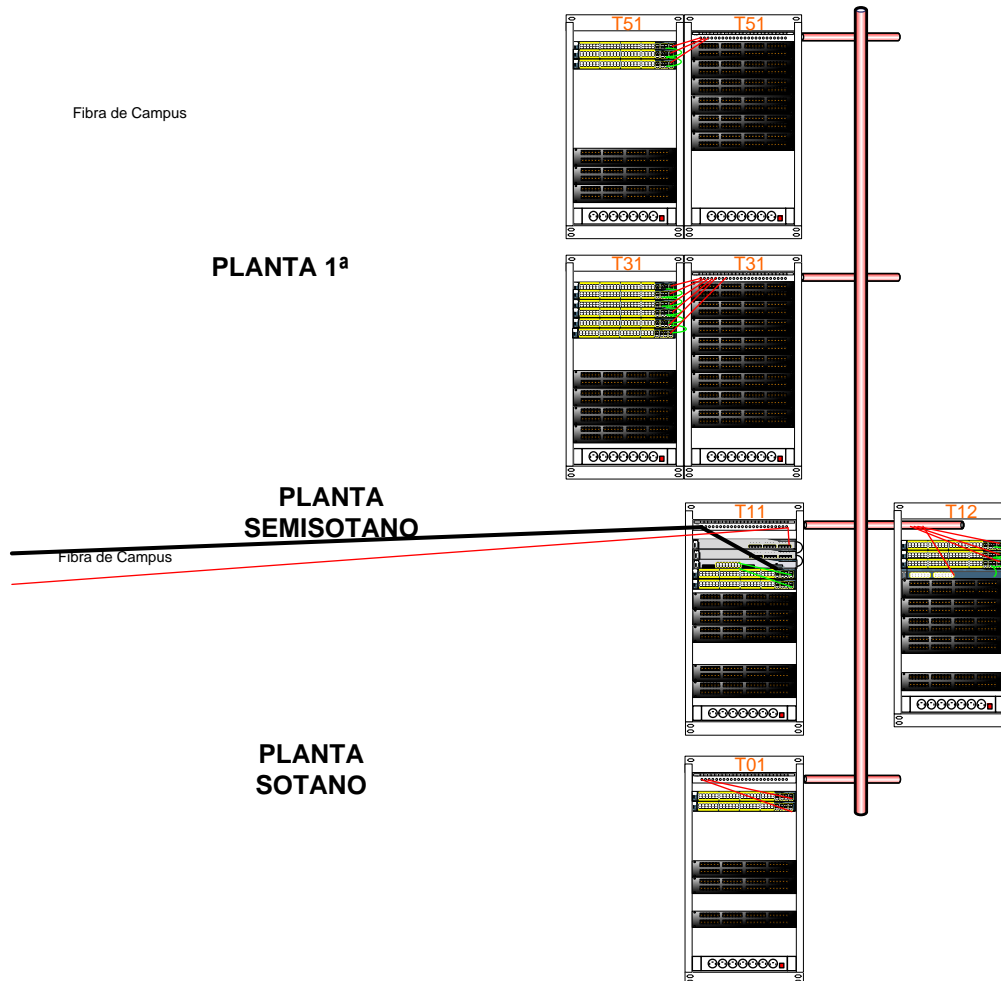 T51
T51
Fibra de Campus
PLANTA 1ª
T31
T31
PLANTA
SEMISOTANO
T11
T12
Fibra de Campus
PLANTA
SOTANO
T01